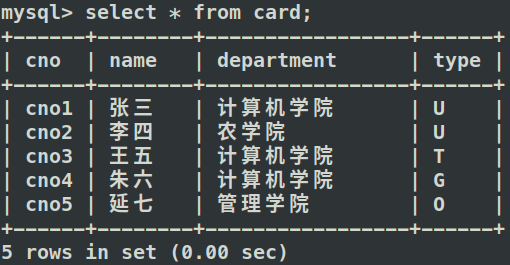 mysql> select * from card;
+------+--------+-----------------+------+
| cno | name | department | type |
+------+--------+-----------------+------+
| cno1 | 张三 | 计算机学院 | U |
| cno2 | 李四 | 农学院 | U |
| cno3 | 王五 | 计算机学院 | T |
| cno4 | 朱六 | 计算机学院 | G |
| cno5 | 延七 | 管理学院 | O |
+------+--------+-----------------+------+
5 rows in set (0.00 sec)